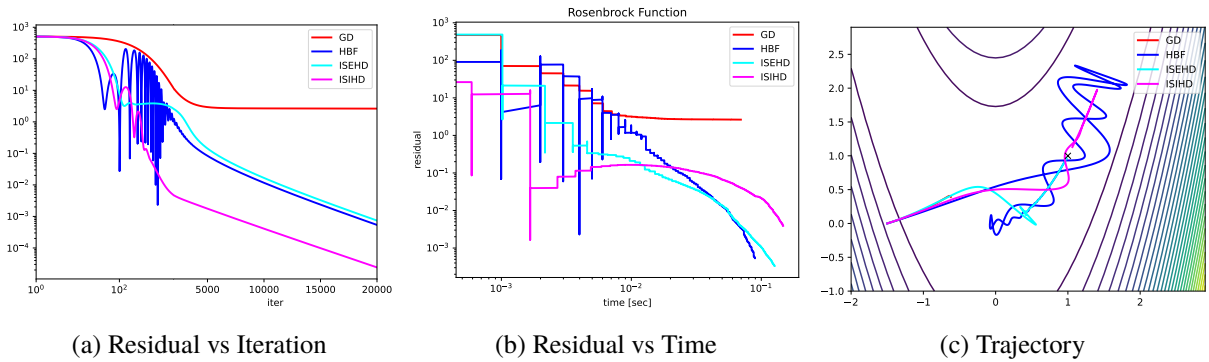 10³
10²
10¹
10⁰
10⁻¹
10⁻²
10⁻³
10⁻⁴
10⁰
10²
5000
10000
15000
20000
iter
GD
HBF
ISEHD
ISIHD
(a) Residual vs Iteration
Rosenbrock Function
residual
10²
10¹
10⁰
10⁻¹
10⁻²
10⁻³
10⁻³
10⁻²
10⁻¹
time [sec]
GD
HBF
ISEHD
ISIHD
(b) Residual vs Time
2.5
2.0
1.5
1.0
0.5
0.0
−0.5
−1.0
−2
−1
0
1
2
GD
HBF
ISEHD
ISIHD
(c) Trajectory